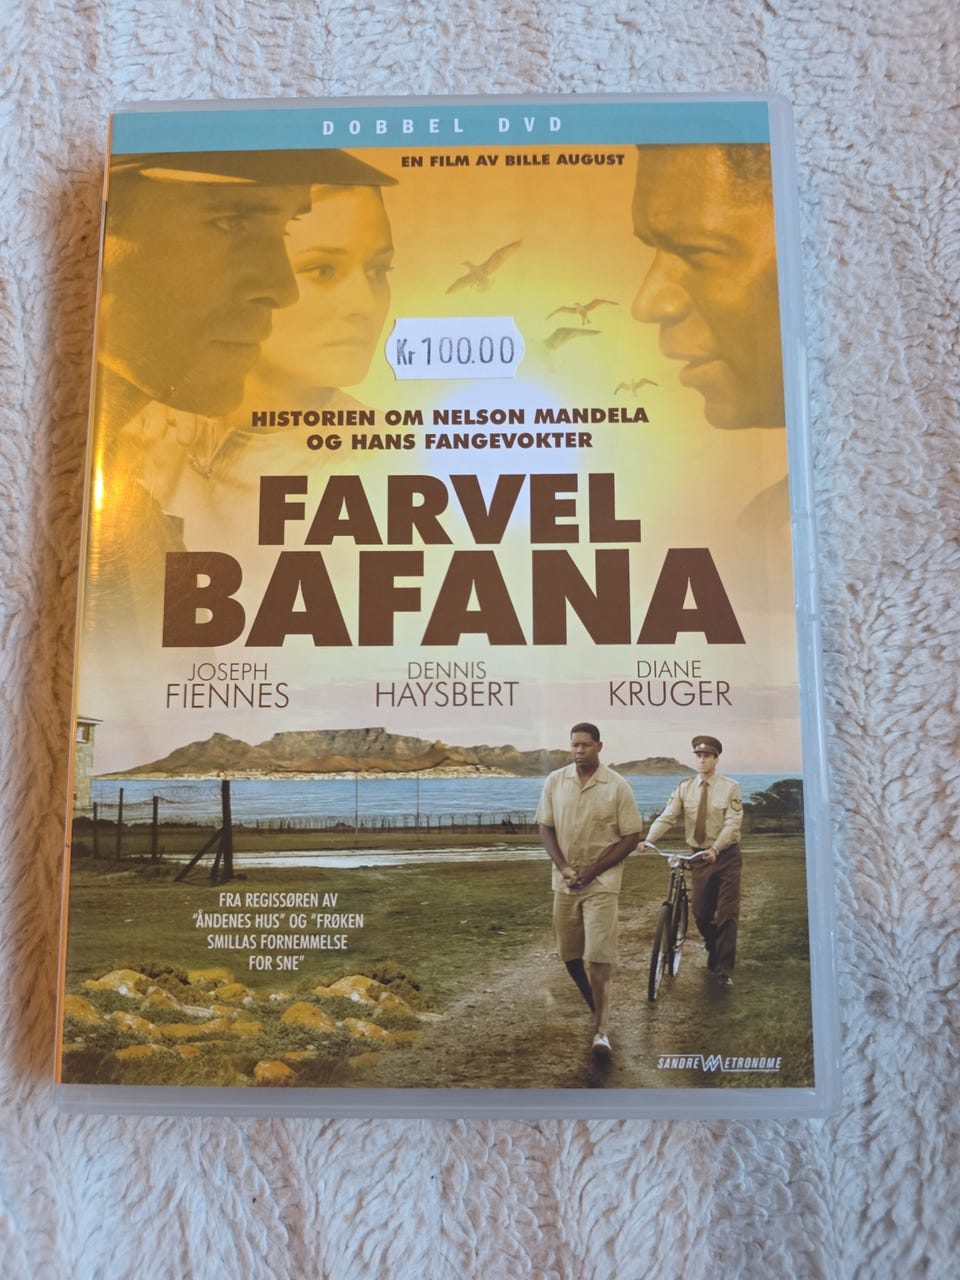 DOBBEL DVD
EN FILM AV BILLE AUGUST
Kr 100.00
HISTORIEN OM NELSON MANDELA
OG HANS FANGEVOKTER
FARVEL
BAFANA
JOSEPH
FIENNES
DENNIS
HAYSBERT
DIANE
KRUGER
FRA REGISSØREN AV
"ÅNDENES HUS" OG "FRØKEN
SMILLAS FORNEMMELSE
FOR SNE"
SANDREW METRONOME